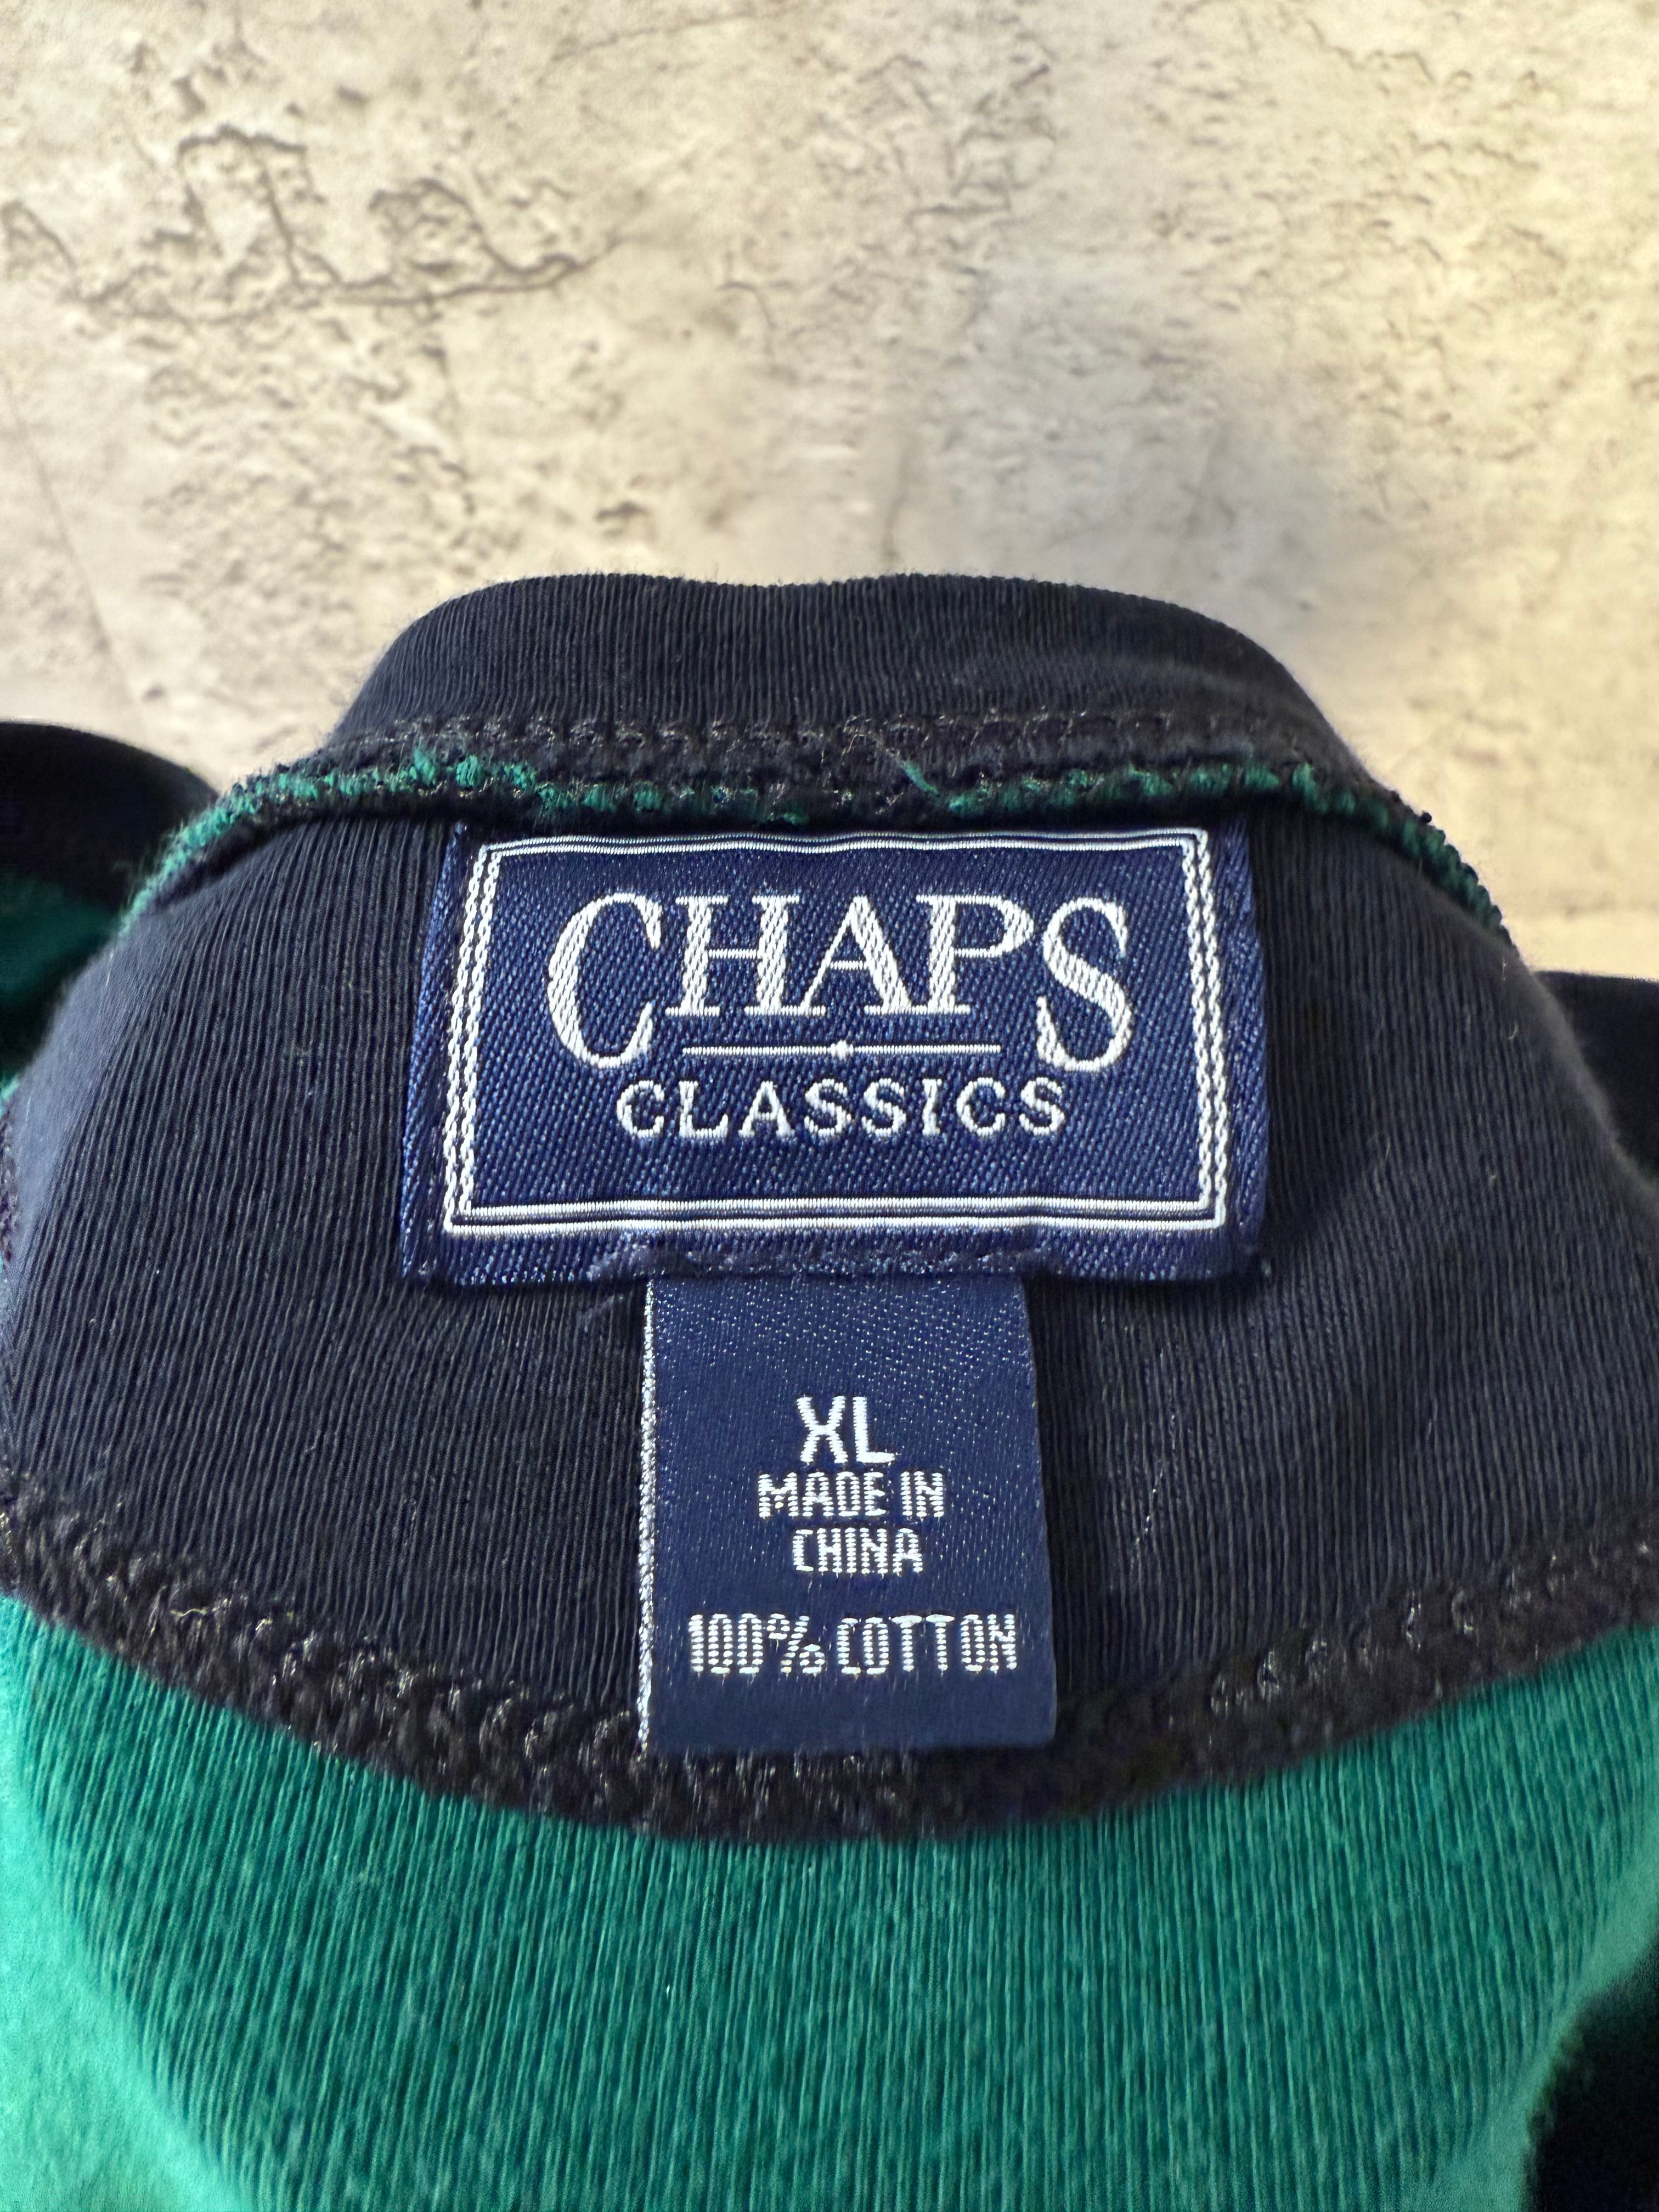 CHAPS
CLASSICS
XL
MADE IN
CHINA
100% COTTON